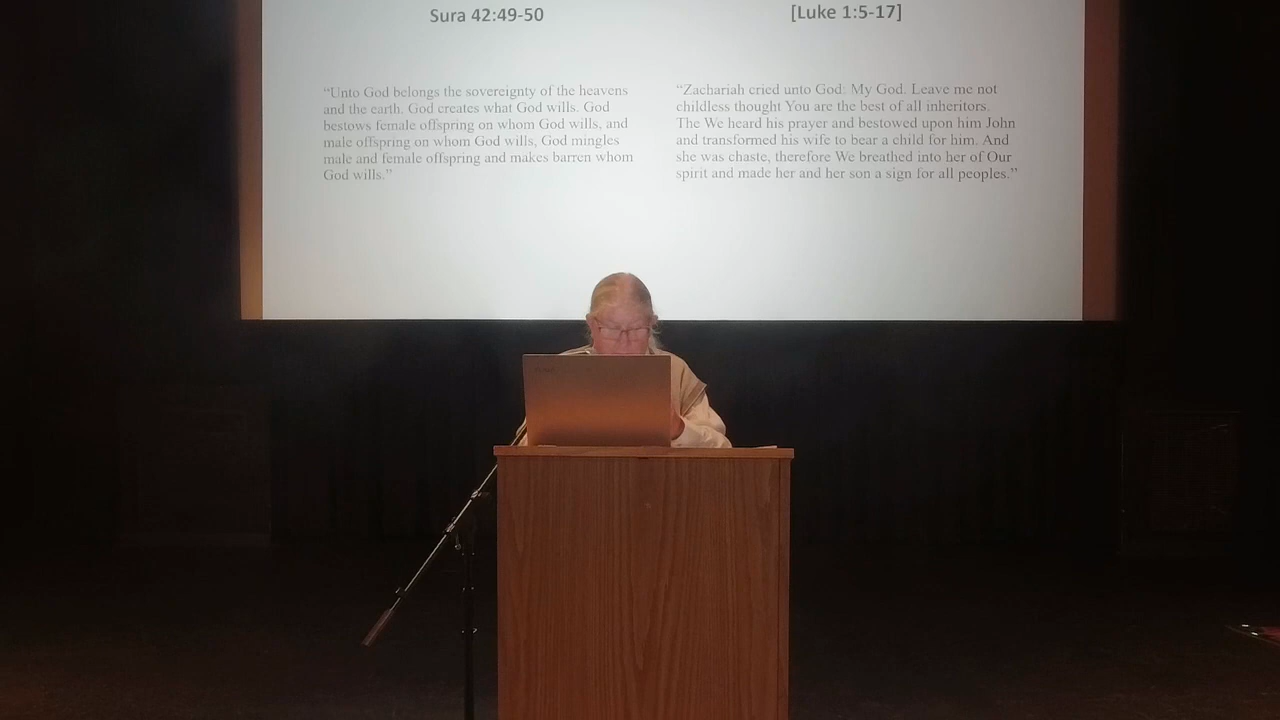 Sura 42:49-50
“Unto God belongs the sovereignty of the heavens
and the earth. God creates what God wills. God
bestows female offspring on whom God wills, and
male offspring on whom God wills, God mingles
male and female offspring and makes barren whom
God wills.”
[Luke 1:5-17]
“Zachariah cried unto God: My God. Leave me not
childless thought You are the best of all inheritors.
The We heard his prayer and bestowed upon him John
and transformed his wife to bear a child for him. And
she was chaste, therefore We breathed into her of Our
spirit and made her and her son a sign for all peoples.”